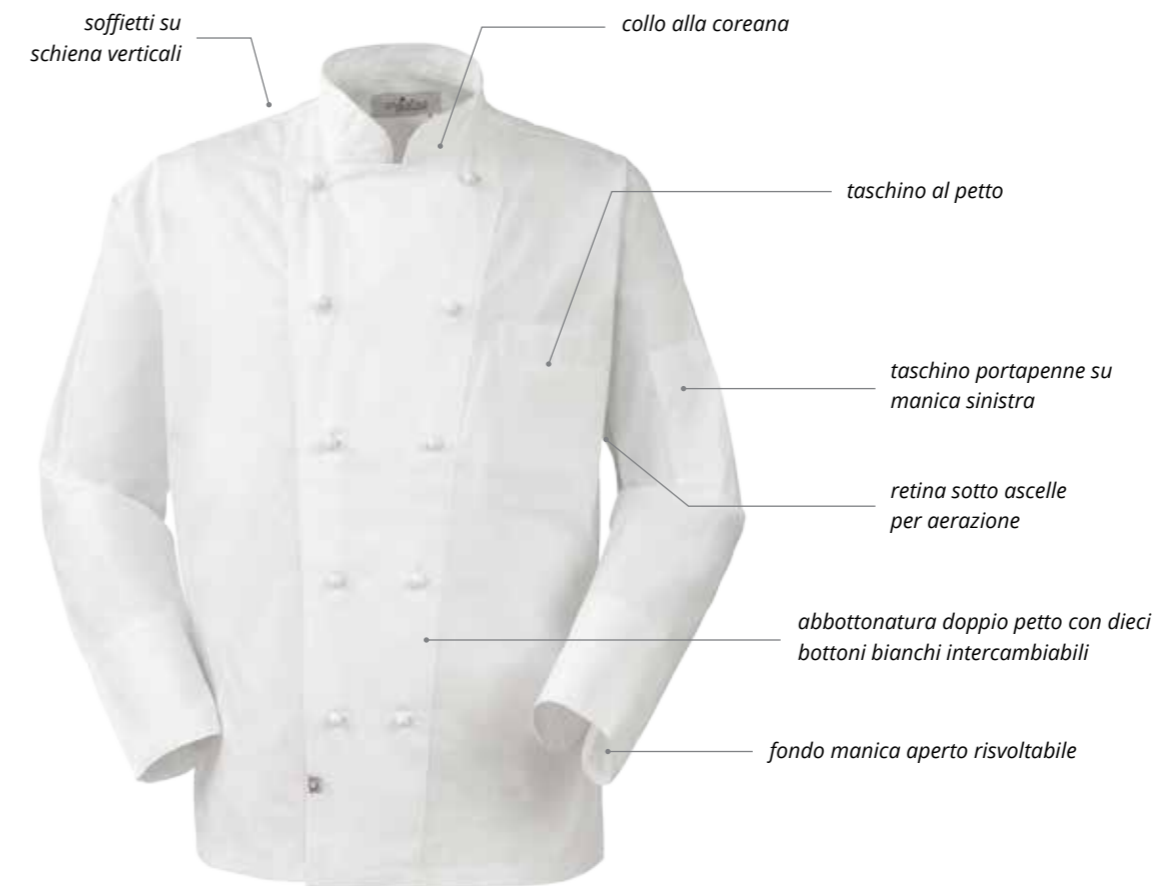 soffietti su
schiena verticali
collo alla coreana
taschino al petto
taschino portapenne su
manica sinistra
retina sotto ascelle
per aerazione
abbottonatura doppio petto con dieci
bottoni bianchi intercambiabili
fondo manica aperto risvoltabile